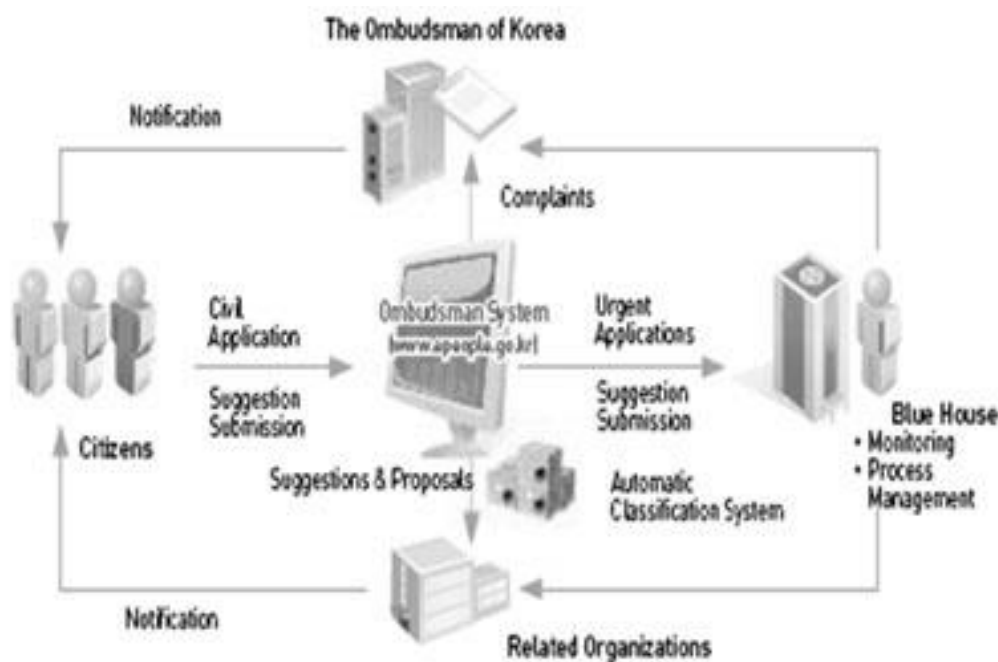 The Ombudsman of Korea
Notification
Complaints
Civil
Application
Suggestion
Submission
Ombudsman System
(www.epeople.go.kr)
Urgent
Applications
Suggestion
Submission
Citizens
Blue House
• Monitoring
• Process
Management
Suggestions & Proposals
Automatic
Classification System
Notification
Related Organizations